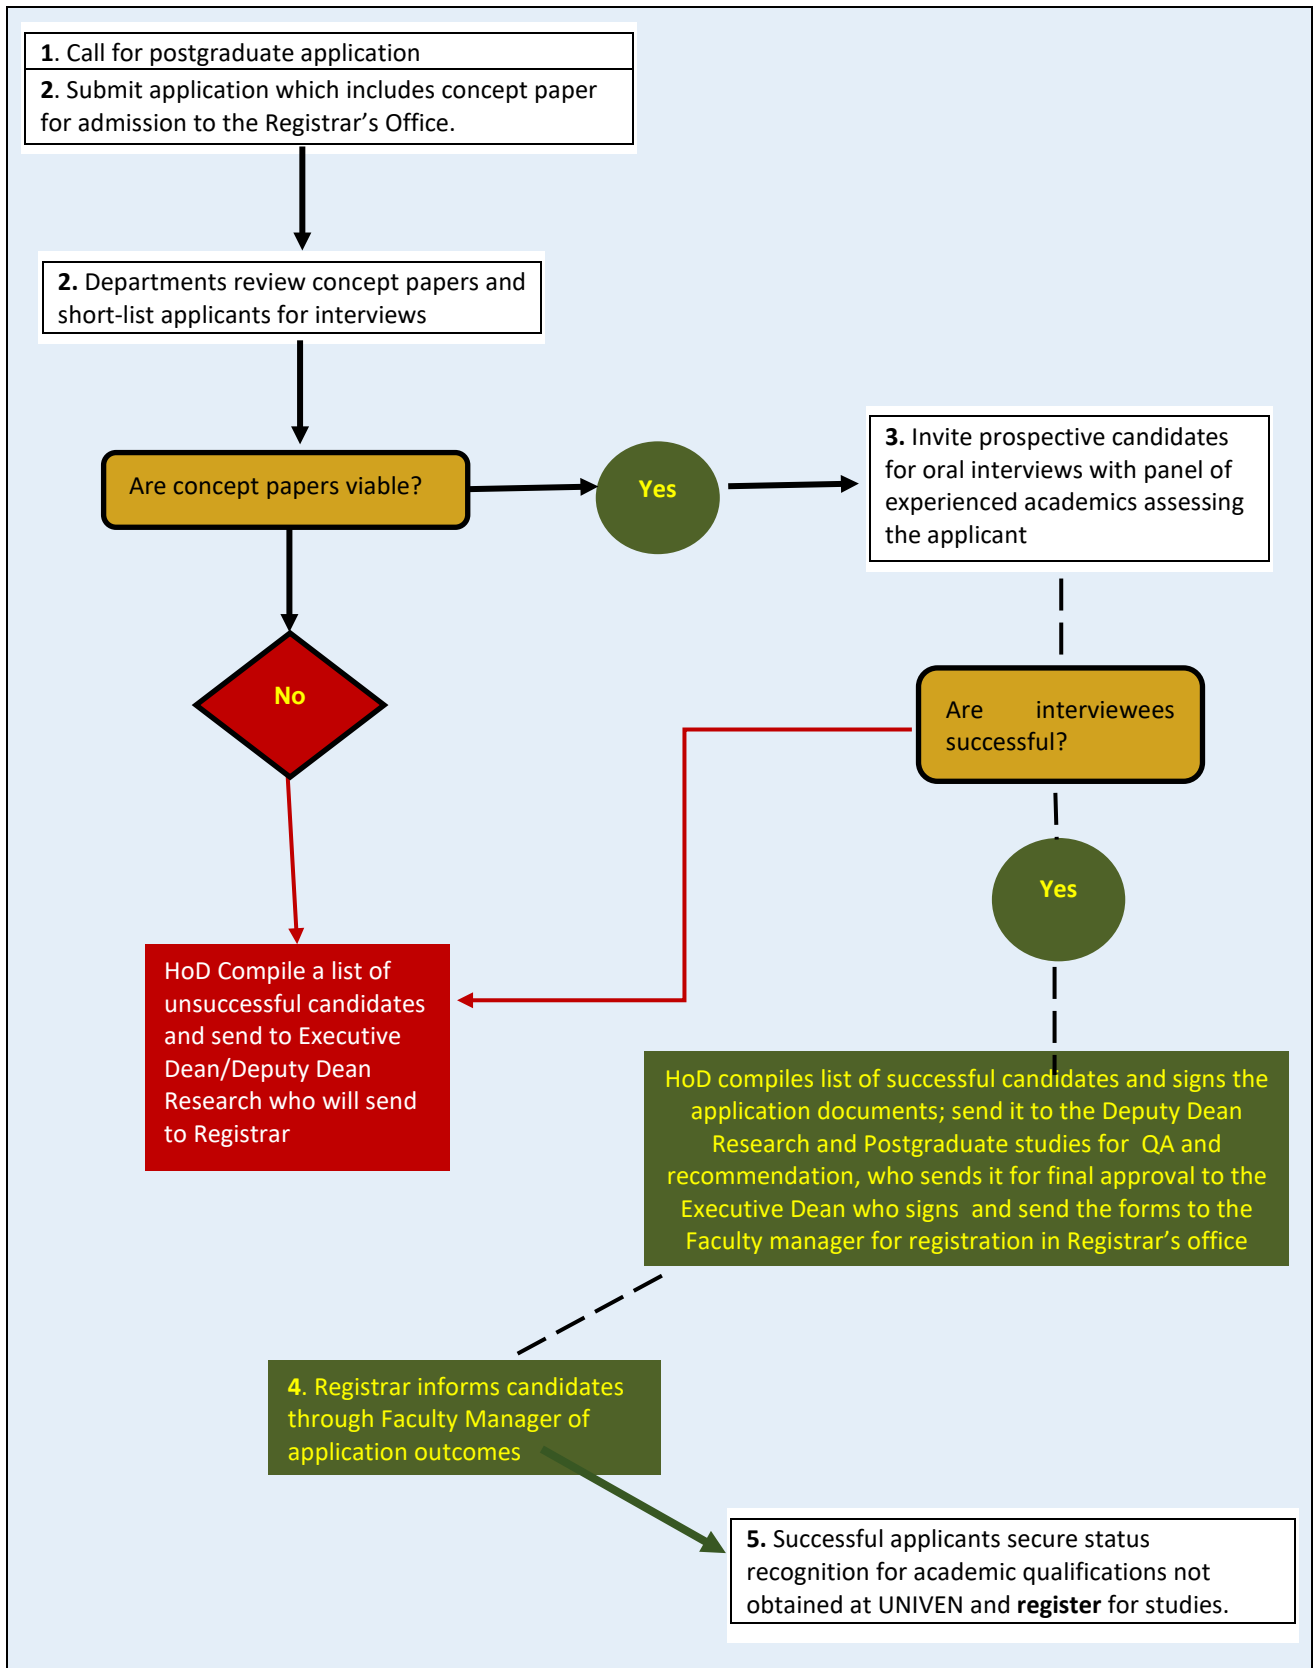 1. Call for postgraduate application
2. Submit application which includes concept paper
for admission to the Registrar’s Office.
2. Departments review concept papers and
short-list applicants for interviews
Are concept papers viable?
Yes
3. Invite prospective candidates
for oral interviews with panel of
experienced academics assessing
the applicant
No
Are interviewees
successful?
Yes
HoD Compile a list of
unsuccessful candidates
and send to Executive
Dean/Deputy Dean
Research who will send
to Registrar
HoD compiles list of successful candidates and signs the
application documents; send it to the Deputy Dean
Research and Postgraduate studies for QA and
recommendation, who sends it for final approval to the
Executive Dean who signs and send the forms to the
Faculty manager for registration in Registrar’s office
4. Registrar informs candidates
through Faculty Manager of
application outcomes
5. Successful applicants secure status
recognition for academic qualifications not
obtained at UNIVEN and register for studies.